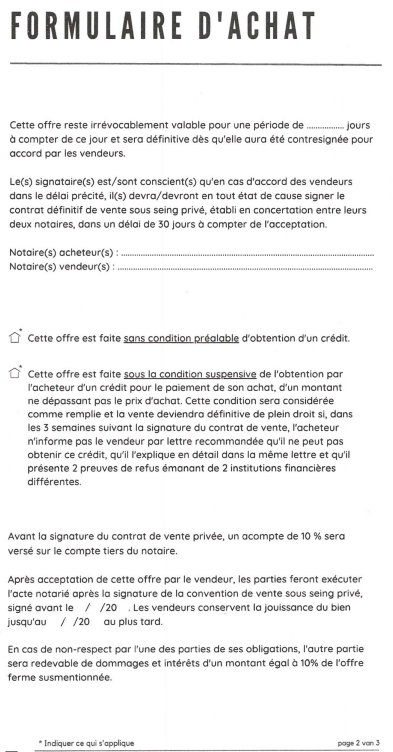 FORMULAIRE D'ACHAT
Cette offre reste irrévocablement valable pour une période de ................. jours
à compter de ce jour et sera définitive dès qu'elle aura été contresignée pour
accord par les vendeurs.
Le(s) signataire(s) est/sont conscient(s) qu'en cas d'accord des vendeurs
dans le délai précité, il(s) devra/devront en tout état de cause signer le
contrat définitif de vente sous seing privé, établi en concertation entre leurs
deux notaires, dans un délai de 30 jours à compter de l'acceptation.
Notaire(s) acheteur(s) : ..........................................................................................
Notaire(s) vendeur(s) : ..........................................................................................
* Cette offre est faite sans condition préalable d'obtention d'un crédit.
* Cette offre est faite sous la condition suspensive de l'obtention par
l'acheteur d'un crédit pour le paiement de son achat, d'un montant
ne dépassant pas le prix d'achat. Cette condition sera considérée
comme remplie et la vente deviendra définitive de plein droit si, dans
les 3 semaines suivant la signature du contrat de vente, l'acheteur
n'informe pas le vendeur par lettre recommandée qu'il ne peut pas
obtenir ce crédit, qu'il l'explique en détail dans la même lettre et qu'il
présente 2 preuves de refus émanant de 2 institutions financières
différentes.
Avant la signature du contrat de vente privée, un acompte de 10 % sera
versé sur le compte tiers du notaire.
Après acceptation de cette offre par le vendeur, les parties feront exécuter
l'acte notarié après la signature de la convention de vente sous seing privé,
signé avant le / /20 . Les vendeurs conservent la jouissance du bien
jusqu'au / /20 au plus tard.
En cas de non-respect par l'une des parties de ses obligations, l'autre partie
sera redevable de dommages et intérêts d'un montant égal à 10% de l'offre
ferme susmentionnée.
* Indiquer ce qui s'applique page 2 van 3